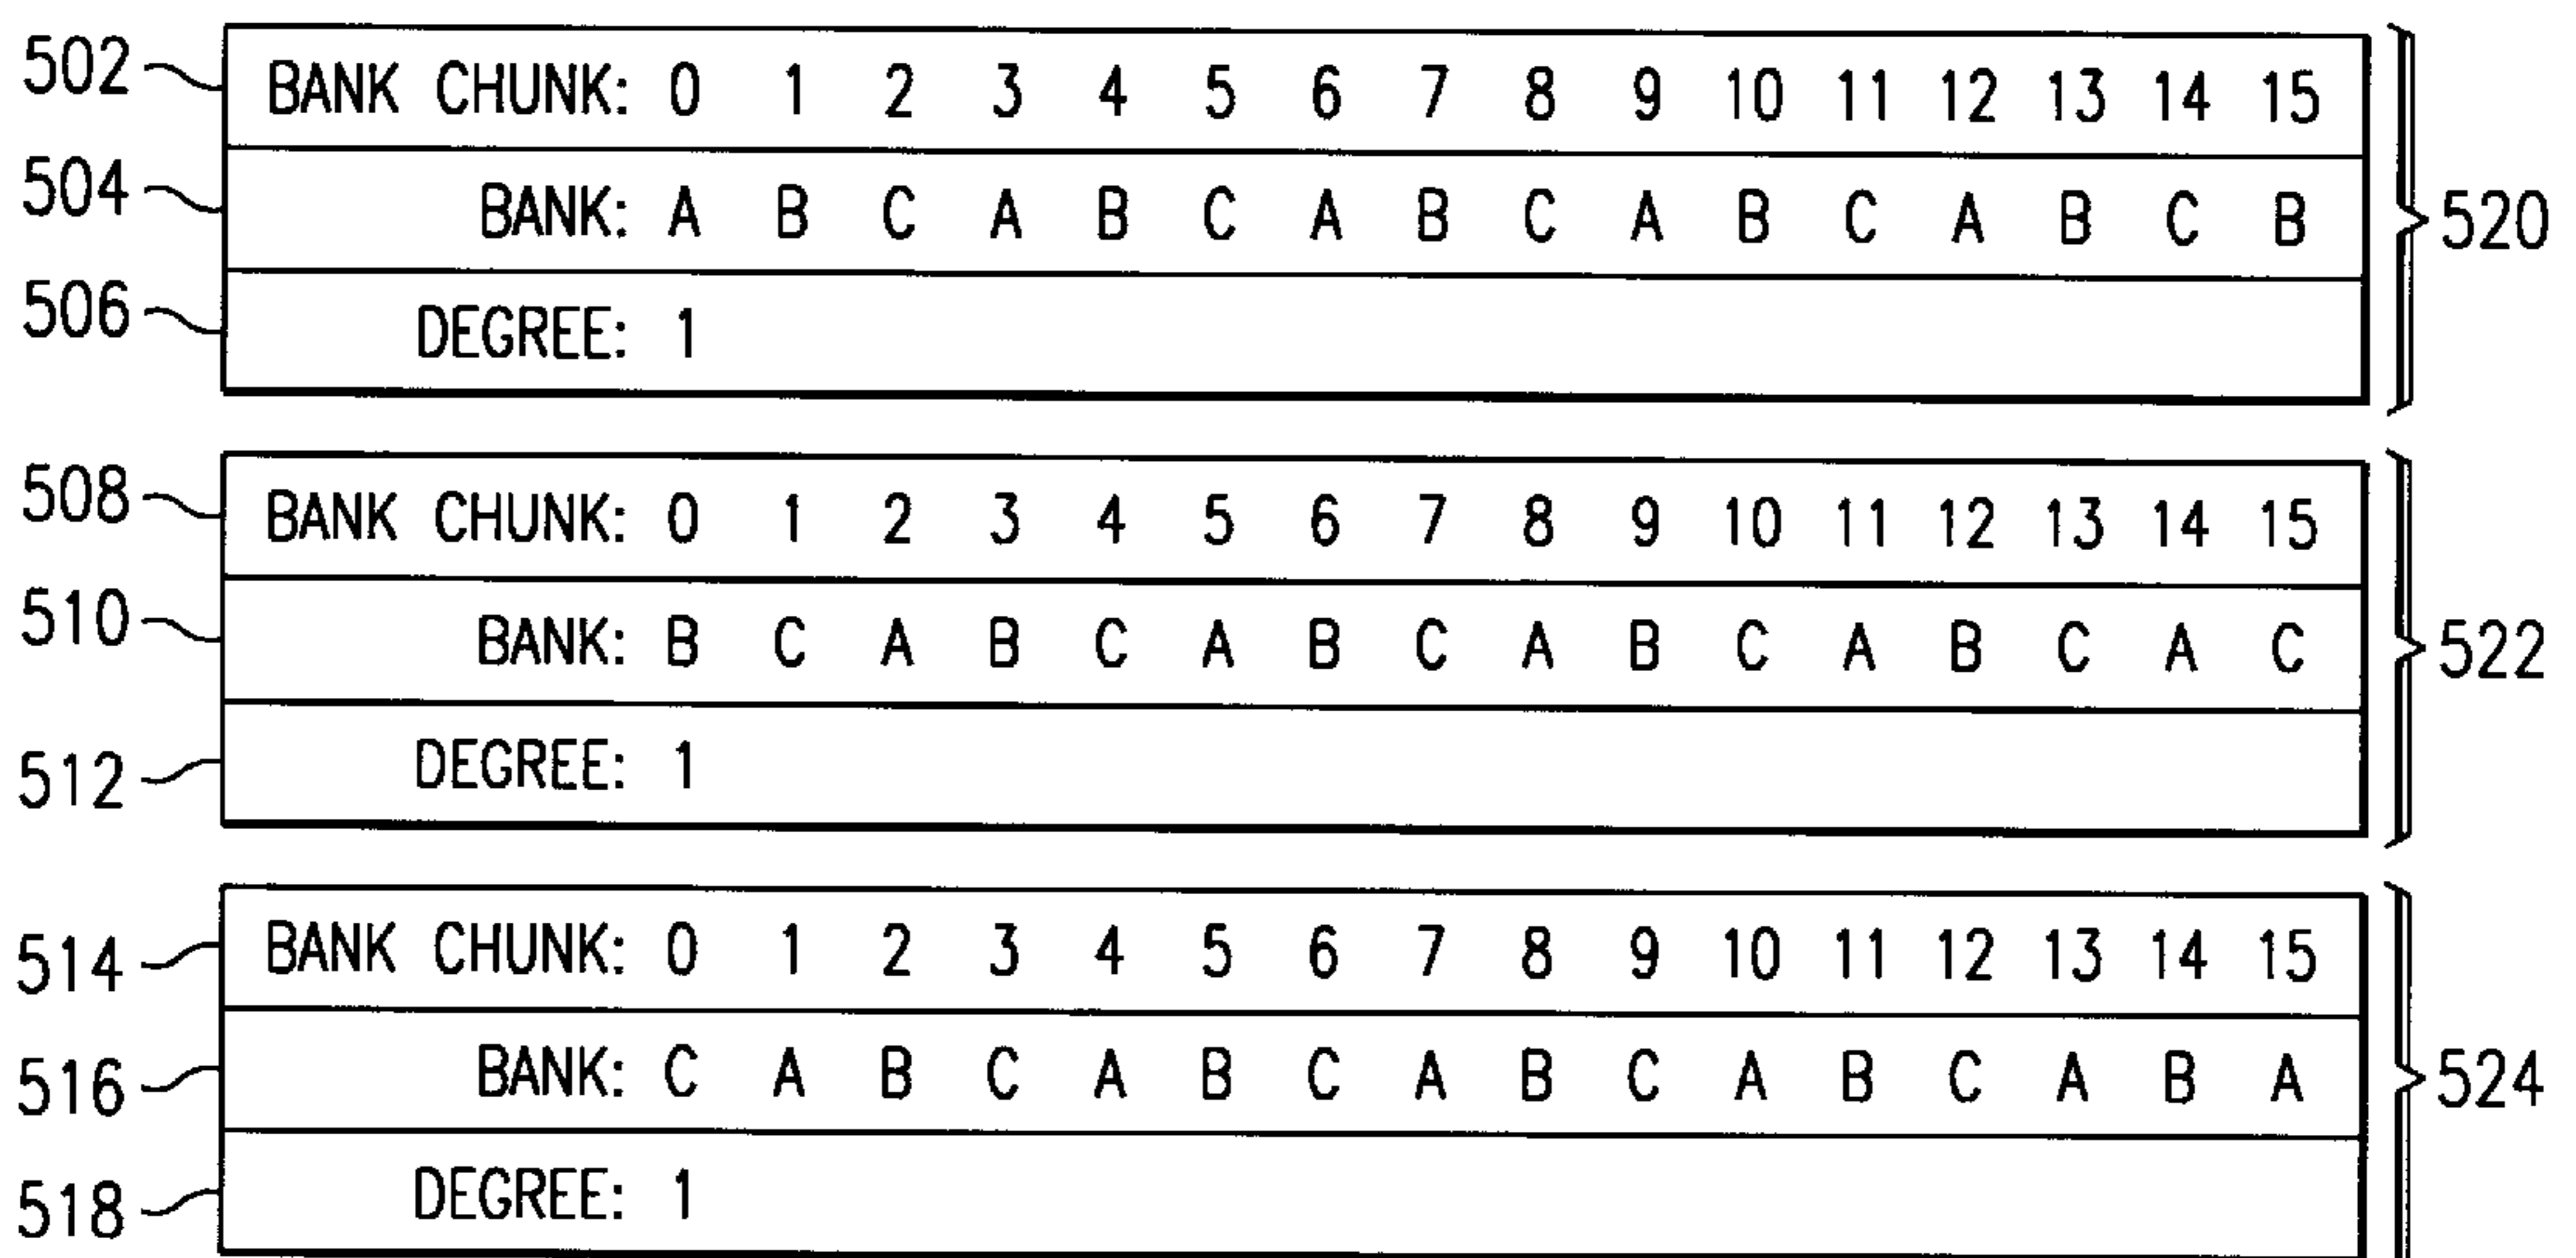 502 BANK CHUNK: 0 1 2 3 4 5 6 7 8 9 10 11 12 13 14 15
504 BANK: A B C A B C A B C A B C A B C B 520
506 DEGREE: 1
508 BANK CHUNK: 0 1 2 3 4 5 6 7 8 9 10 11 12 13 14 15
510 BANK: B C A B C A B C A B C A B C A C 522
512 DEGREE: 1
514 BANK CHUNK: 0 1 2 3 4 5 6 7 8 9 10 11 12 13 14 15
516 BANK: C A B C A B C A B C A B C A B A 524
518 DEGREE: 1